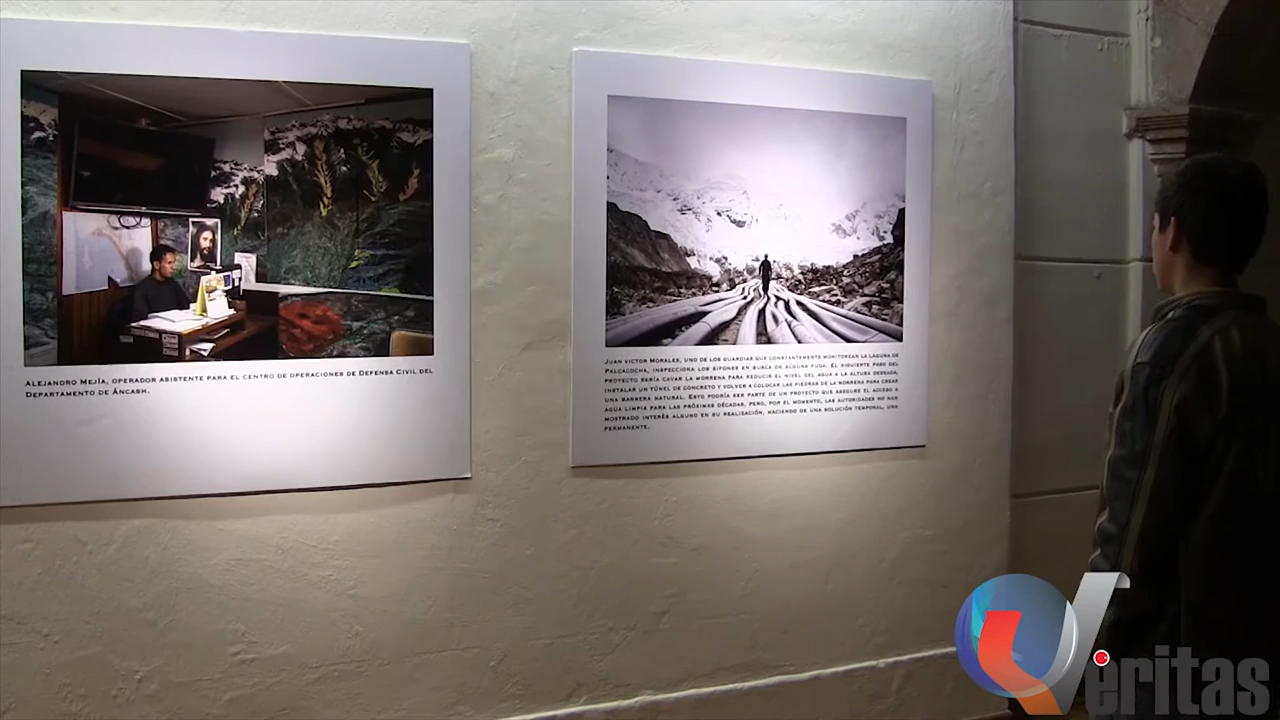 Alejandro Mejía, operador asistente para el centro de operaciones de Defensa Civil del
Departamento de Áncash.
Juan Victor Morales, uno de los guardias que constantemente monitorean la laguna de
Palcacocha, inspecciona los sifones en busca de alguna fuga. El siguiente paso del
proyecto sería cavar la morrena para reducir el nivel del agua a la altura deseada,
instalar un túnel de concreto y volver a colocar las piedras de la morrena para crear
una barrera natural. Esto podría ser parte de un proyecto que asegure el acceso a
agua limpia para las próximas décadas, pero, por el momento, las autoridades no han
mostrado interés alguno en su realisación, haciendo de una solución temporal, una
permanente.
Veritas